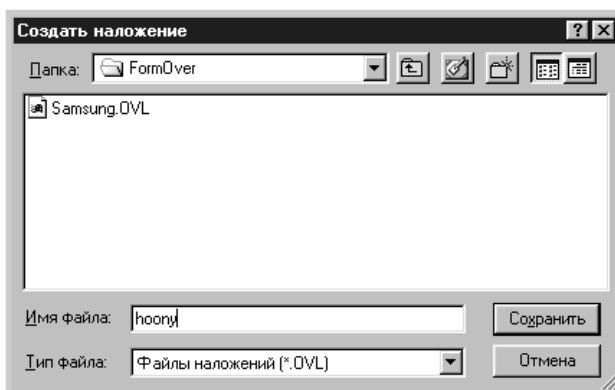 Создать наложение
Папка: FormOver
Samsung.OVL
Имя файла: hoony Сохранить
Тип файла: Файлы наложений (*.OVL) Отмена